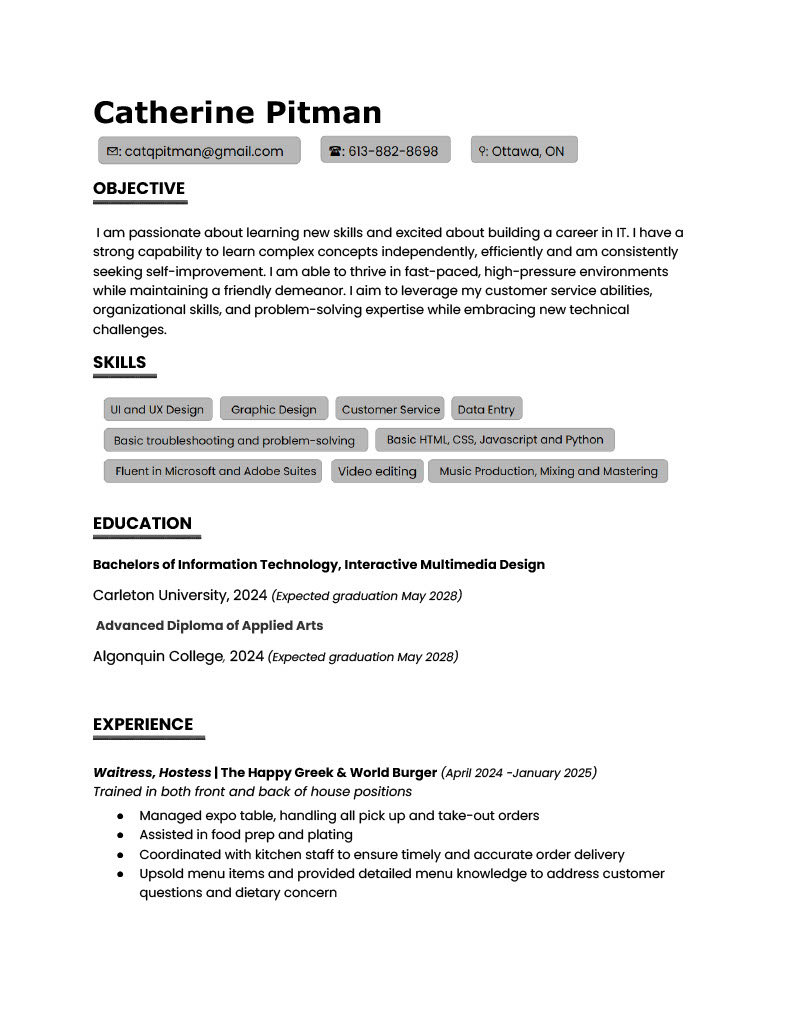 Catherine Pitman
✉: catqpitman@gmail.com ☎: 613-882-8698 ⚲: Ottawa, ON
OBJECTIVE
I am passionate about learning new skills and excited about building a career in IT. I have a
strong capability to learn complex concepts independently, efficiently and am consistently
seeking self-improvement. I am able to thrive in fast-paced, high-pressure environments
while maintaining a friendly demeanor. I aim to leverage my customer service abilities,
organizational skills, and problem-solving expertise while embracing new technical
challenges.
SKILLS
UI and UX Design Graphic Design Customer Service Data Entry
Basic troubleshooting and problem-solving Basic HTML, CSS, Javascript and Python
Fluent in Microsoft and Adobe Suites Video editing Music Production, Mixing and Mastering
EDUCATION
Bachelors of Information Technology, Interactive Multimedia Design
Carleton University, 2024 (Expected graduation May 2028)
Advanced Diploma of Applied Arts
Algonquin College, 2024 (Expected graduation May 2028)
EXPERIENCE
Waitress, Hostess | The Happy Greek & World Burger (April 2024 -January 2025)
Trained in both front and back of house positions
● Managed expo table, handling all pick up and take-out orders
● Assisted in food prep and plating
● Coordinated with kitchen staff to ensure timely and accurate order delivery
● Upsold menu items and provided detailed menu knowledge to address customer
questions and dietary concern